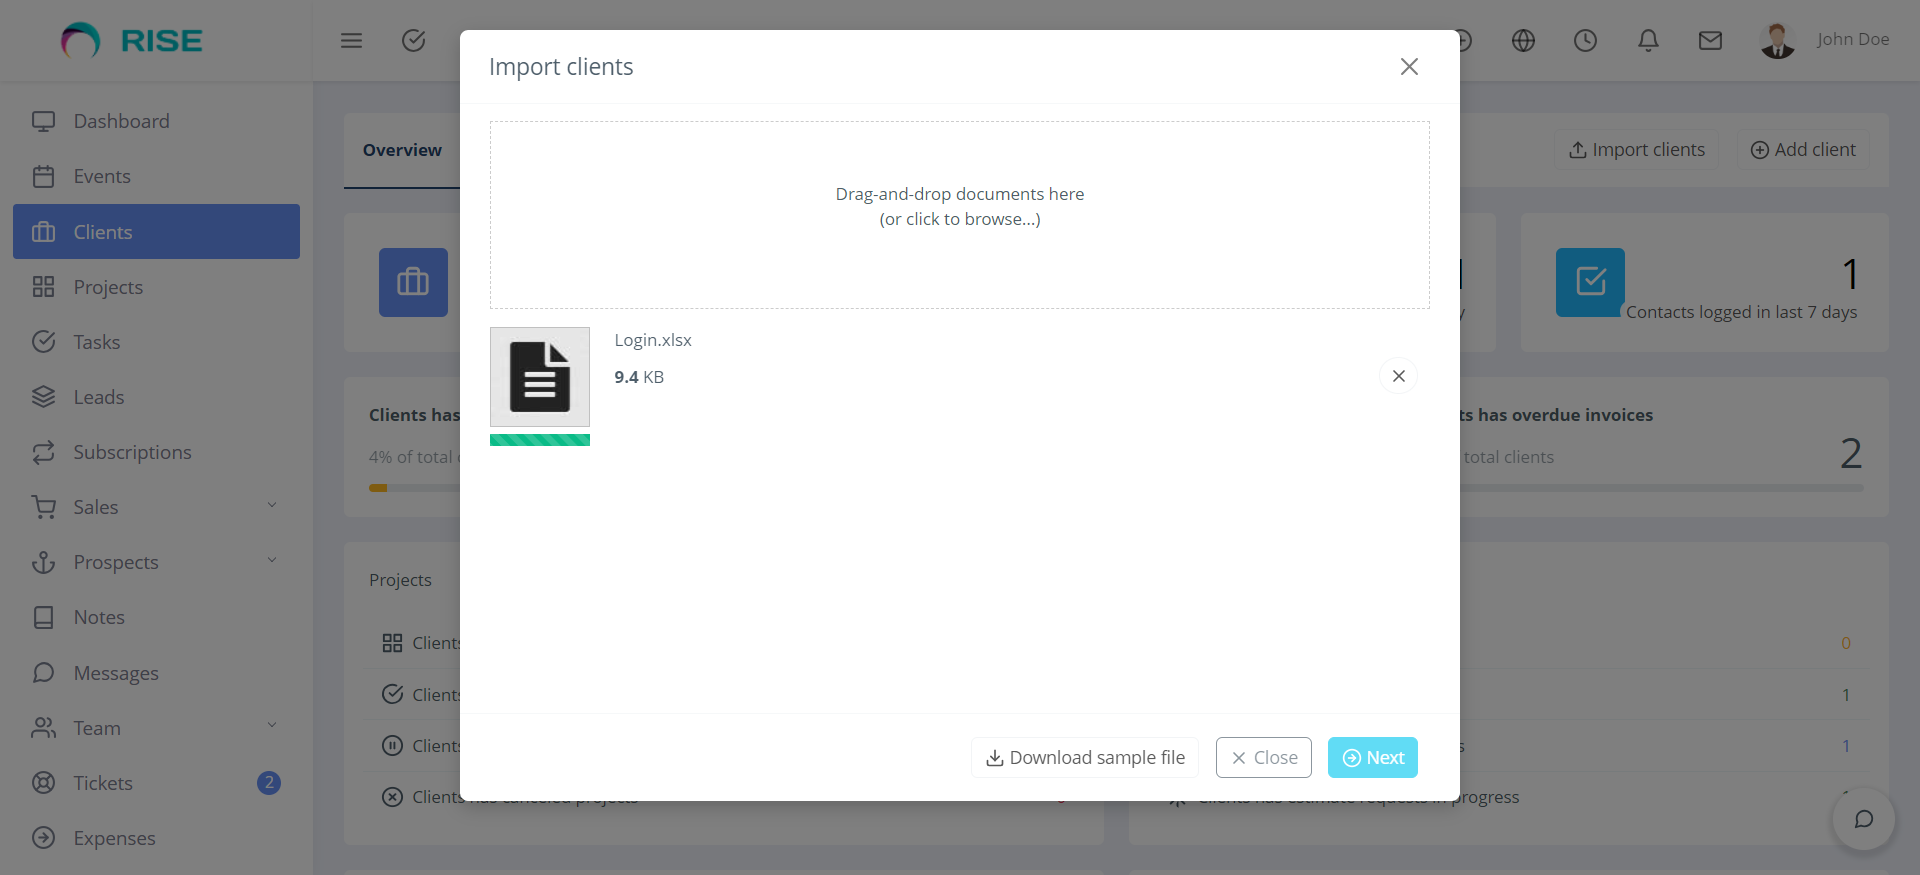 RISE
John Doe
Dashboard
Events
Clients
Projects
Tasks
Leads
Subscriptions
Sales
Prospects
Notes
Messages
Team
Tickets
2
Expenses
Overview
Import clients
Add client
Import clients
Drag-and-drop documents here
(or click to browse...)
Login.xlsx
9.4 KB
Download sample file
Close
Next
1
Contacts logged in last 7 days
Clients has
4% of total
ts has overdue invoices
total clients
2
Projects
Clients
Clients
Clients
Clients has canceled projects
0
1
s
1
Clients has estimate requests in progress